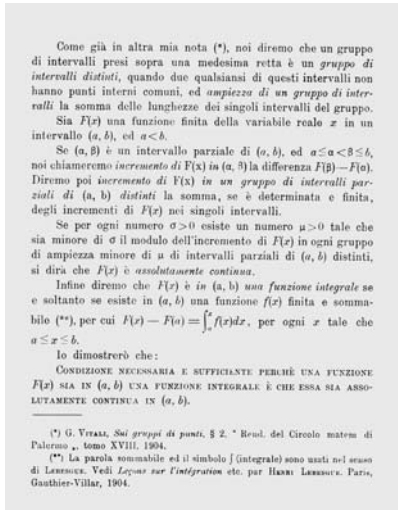 Come già in altra mia nota (*), noi diremo che un gruppo
di intervalli presi sopra una medesima retta è un gruppo di
intervalli distinti, quando due qualsiansi di questi intervalli non
hanno punti interni comuni, ed ampiezza di un gruppo di inter-
valli la somma delle lunghezze dei singoli intervalli del gruppo.
Sia F(x) una funzione finita della variabile reale x in un
intervallo (a, b), ed a<b.
Se (α, β) è un intervallo parziale di (a, b), ed a≤α<β≤b,
noi chiameremo incremento di F(x) in (α, β) la differenza F(β)—F(α).
Diremo poi incremento di F(x) in un gruppo di intervalli par-
ziali di (a, b) distinti la somma, se è determinata e finita,
degli incrementi di F(x) nei singoli intervalli.
Se per ogni numero σ>0 esiste un numero μ>0 tale che
sia minore di σ il modulo dell'incremento di F(x) in ogni gruppo
di ampiezza minore di μ di intervalli parziali di (a, b) distinti,
si dirà che F(x) è assolutamente continua.
Infine diremo che F(x) è in (a, b) una funzione integrale se
e soltanto se esiste in (a, b) una funzione f(x) finita e somma-
bile (**), per cui F(x) — F(a) = ∫ₐˣ f(x)dx, per ogni x tale che
a ≤ x ≤ b.
Io dimostrerò che:
CONDIZIONE NECESSARIA E SUFFICIENTE PERCHÈ UNA FUNZIONE
F(x) SIA IN (a, b) UNA FUNZIONE INTEGRALE È CHE ESSA SIA ASSO-
LUTAMENTE CONTINUA IN (a, b).
(*) G. VITALI, Sui gruppi di punti, § 2. " Rend. del Circolo matem di
Palermo „, tomo XVIII, 1904.
(**) La parola sommabile ed il simbolo ∫ (integrale) sono usati nel senso
di LEBESGUE. Vedi Leçons sur l'intégration etc. par HENRI LEBESGUE. Paris,
Gauthier-Villar, 1904.